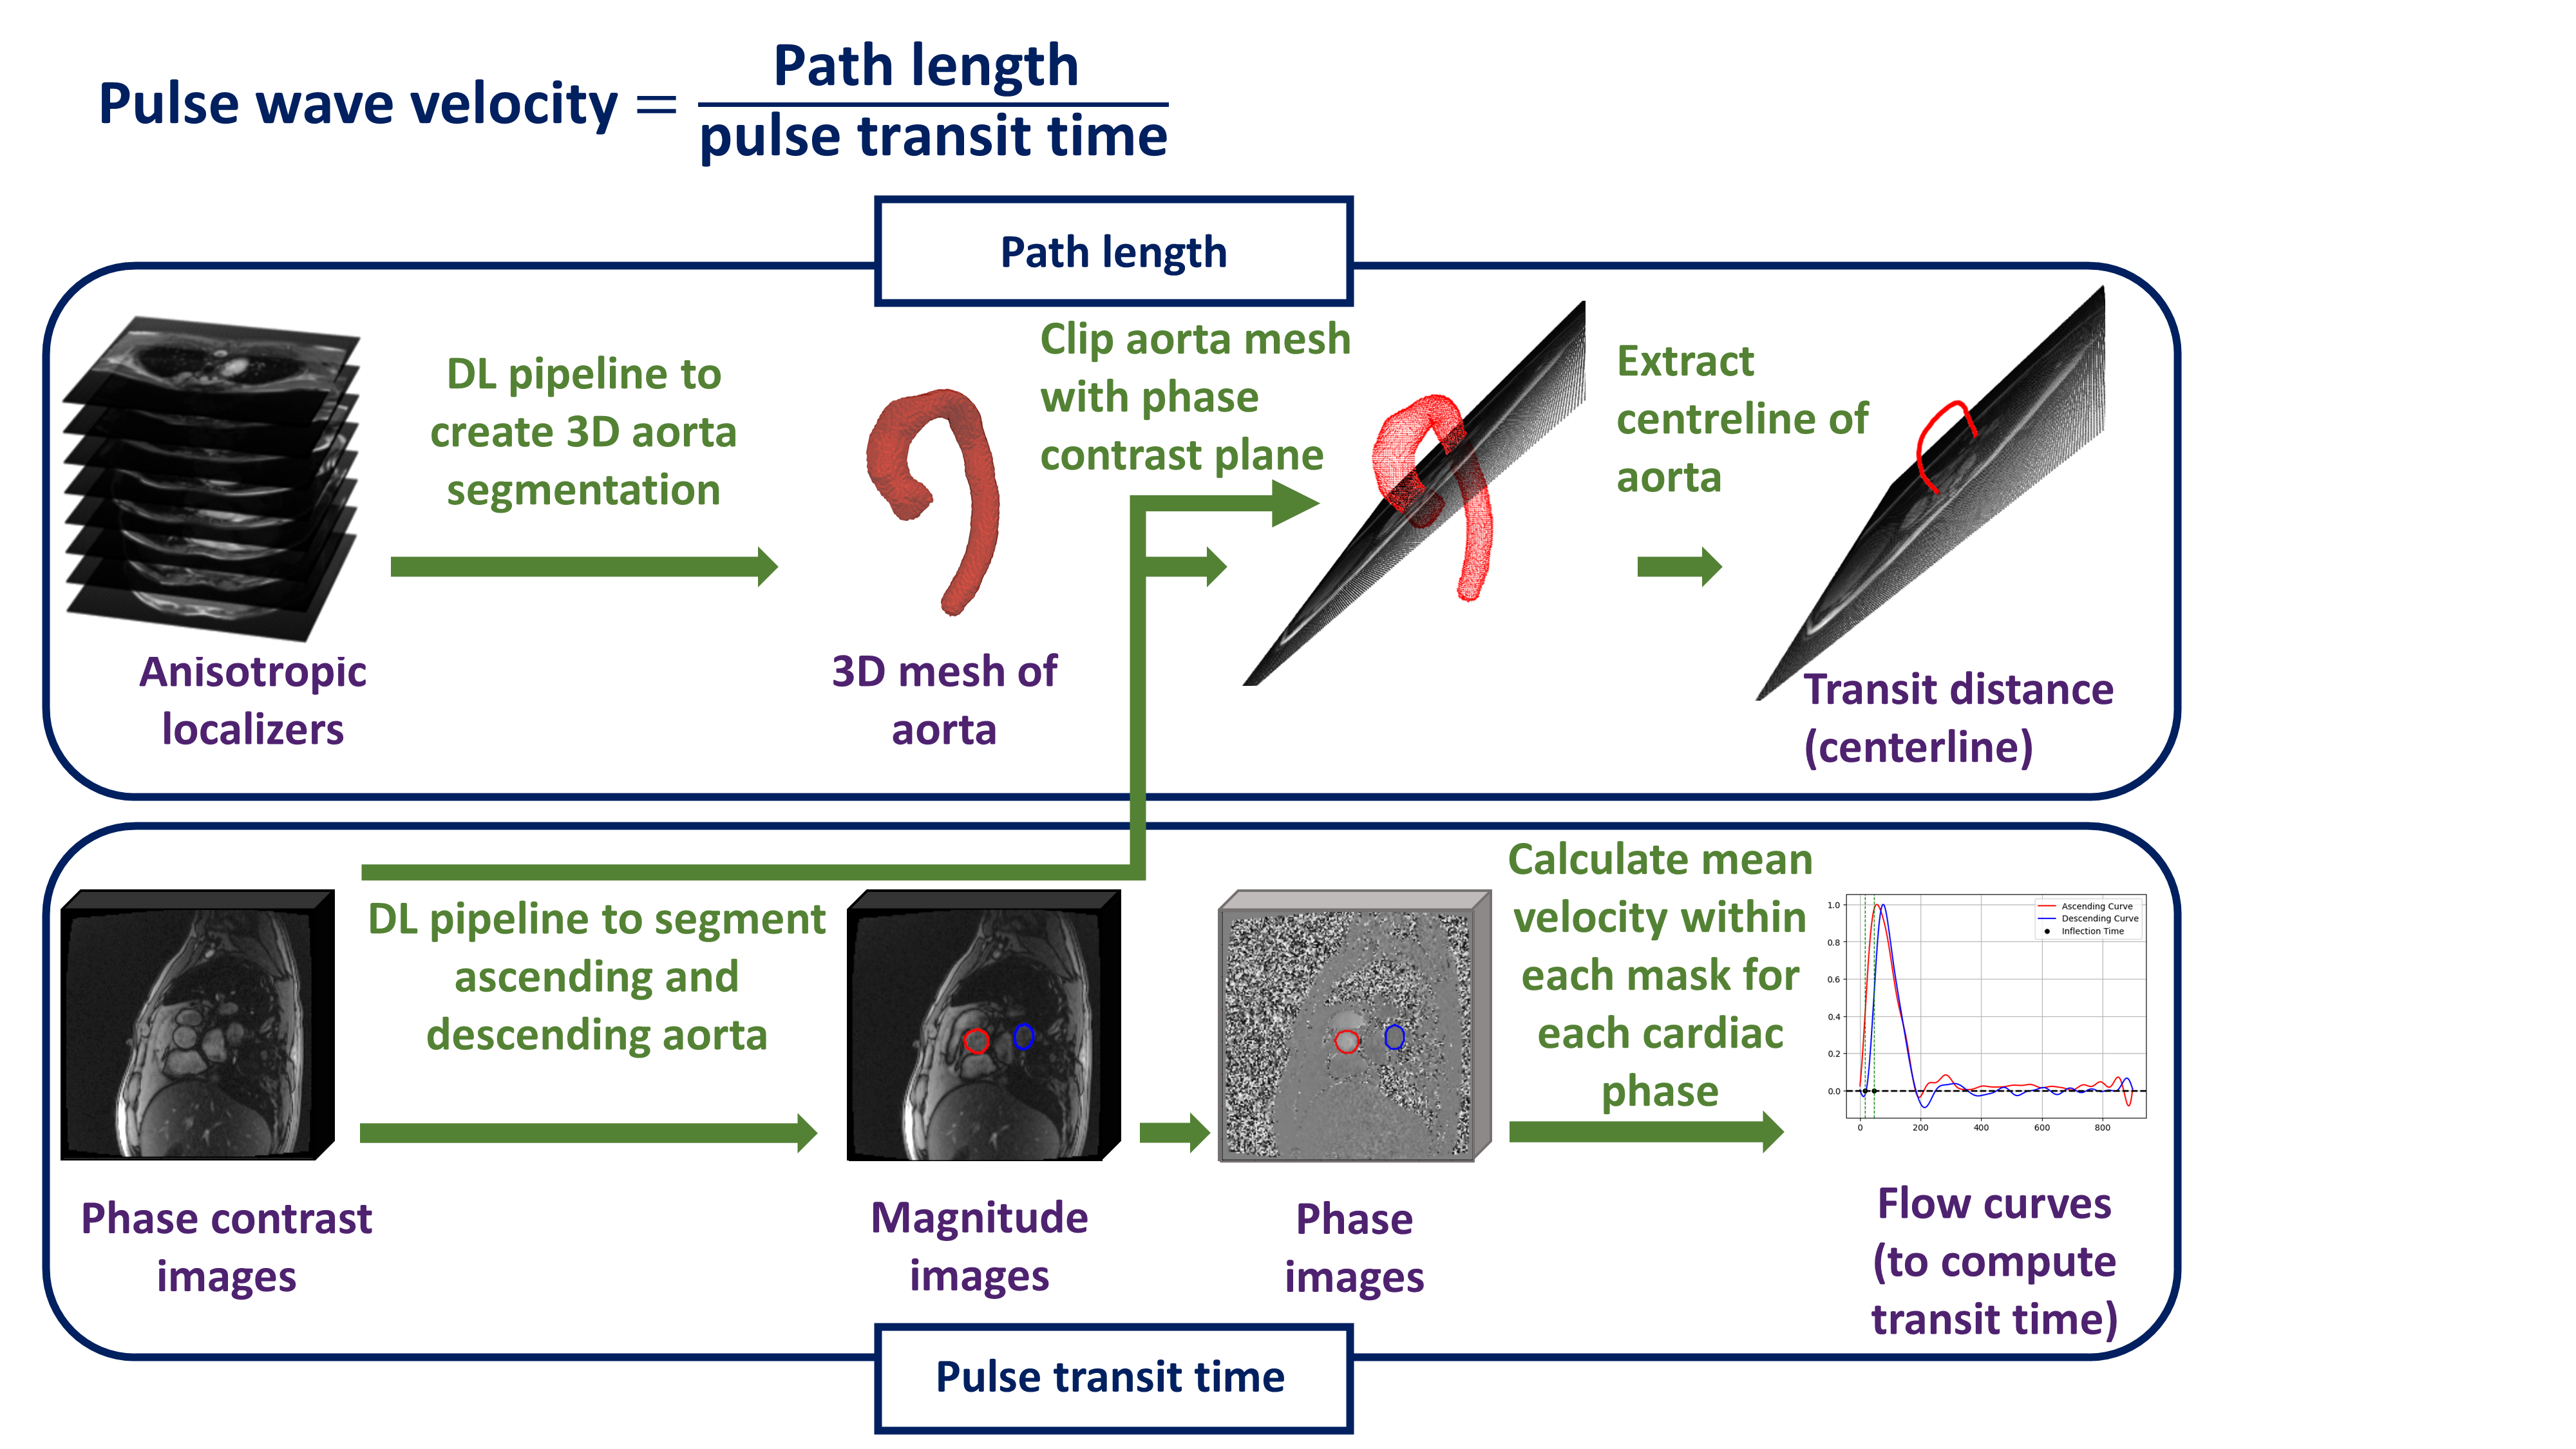 Pulse wave velocity = Path length / pulse transit time
Path length
DL pipeline to
create 3D aorta
segmentation
Clip aorta mesh
with phase
contrast plane
Extract
centreline of
aorta
Anisotropic
localizers
3D mesh of
aorta
Transit distance
(centerline)
DL pipeline to segment
ascending and
descending aorta
Calculate mean
velocity within
each mask for
each cardiac
phase
Ascending Curve
Descending Curve
Inflection Time
1.0
0.8
0.6
0.4
0.2
0.0
0 200 400 600 800
Phase contrast
images
Magnitude
images
Phase
images
Flow curves
(to compute
transit time)
Pulse transit time